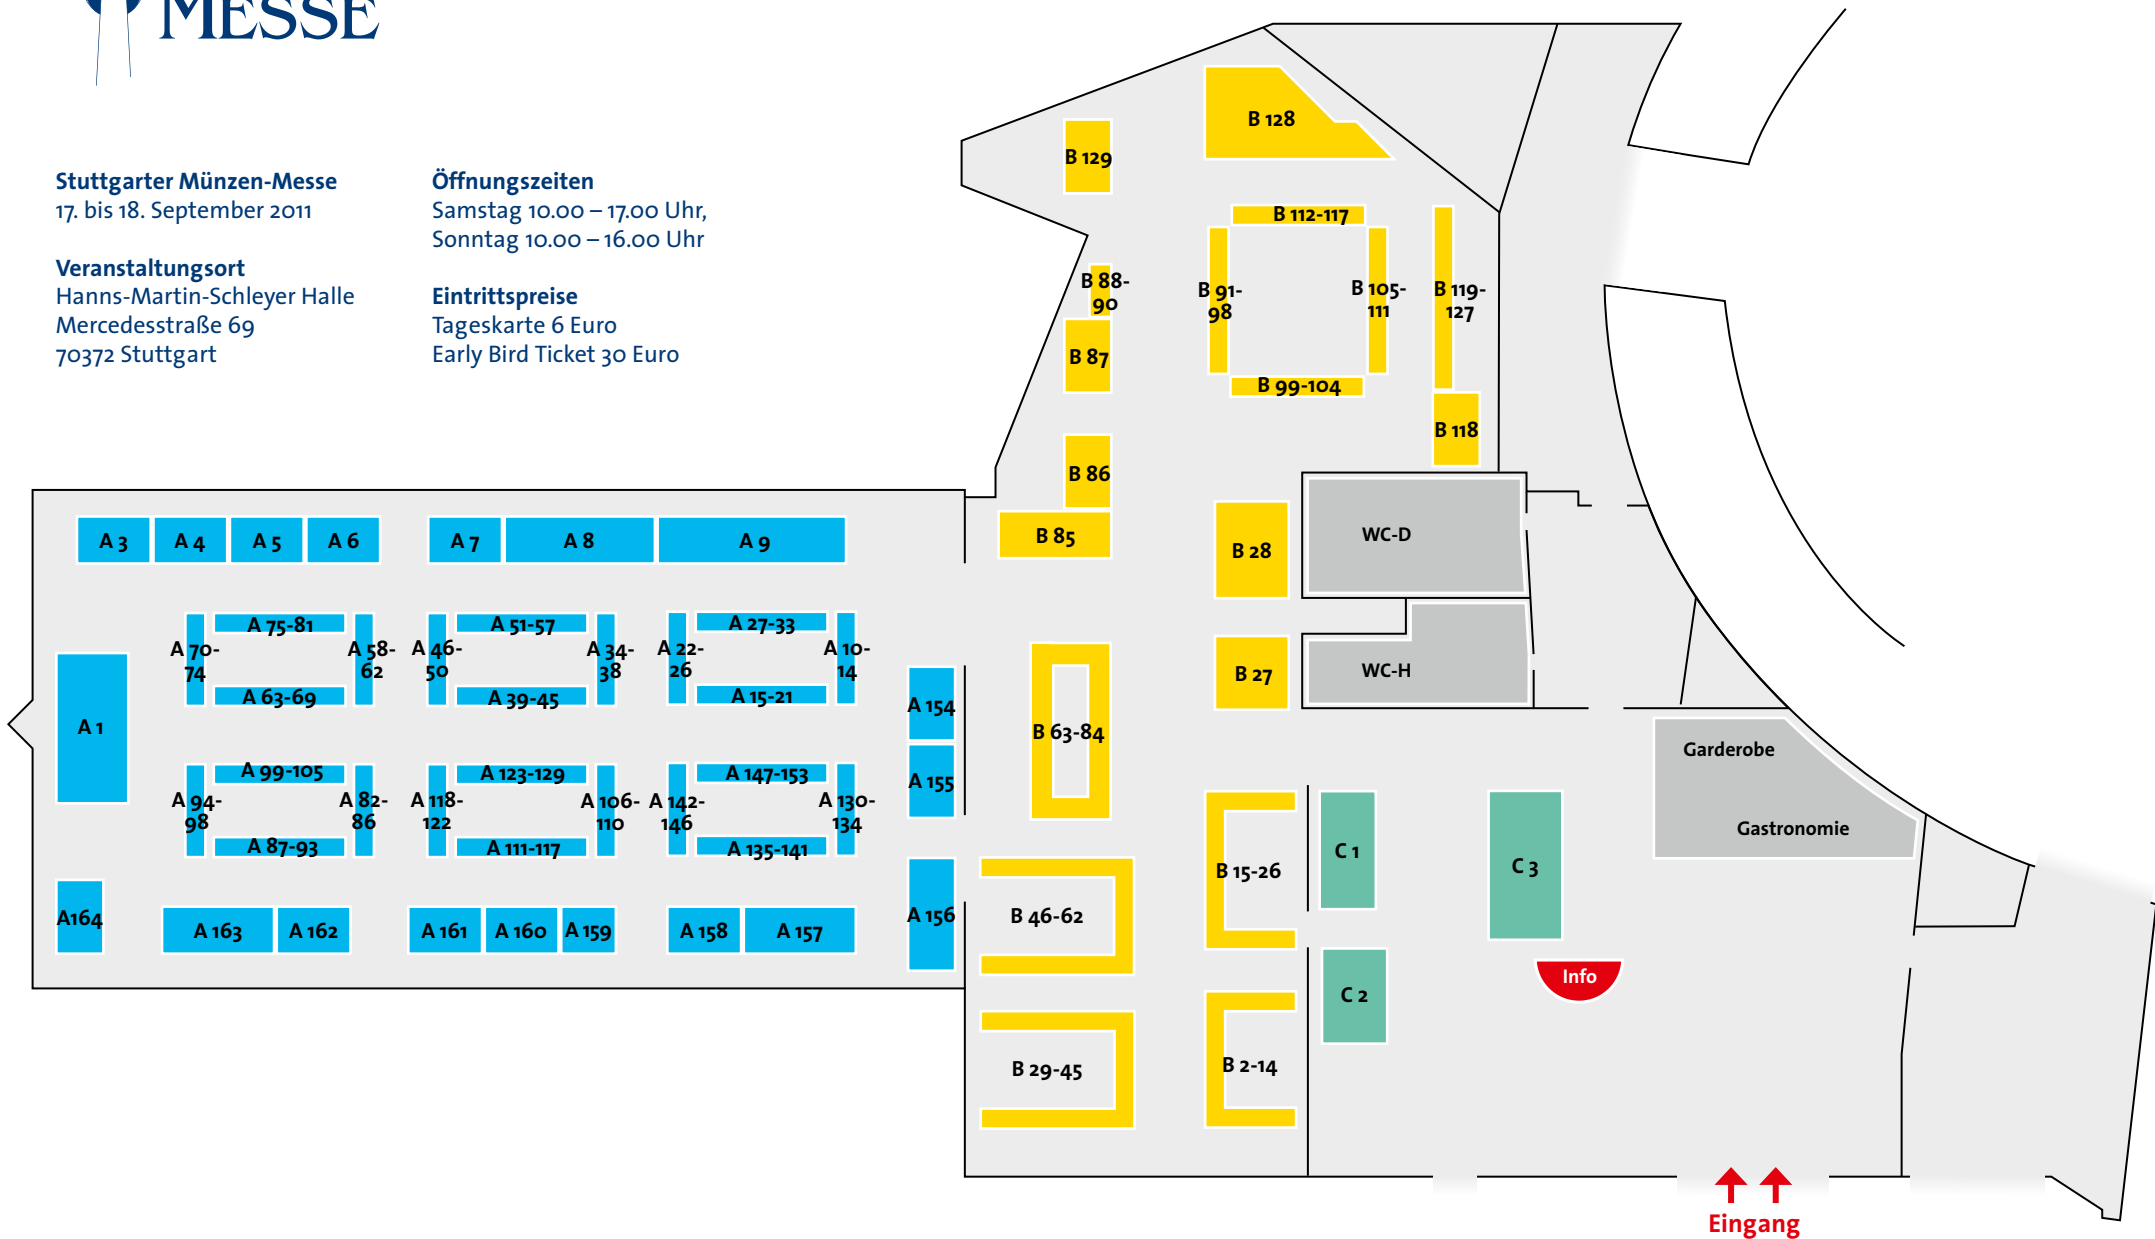 MESSE
Stuttgarter Münzen-Messe
17. bis 18. September 2011
Veranstaltungsort
Hanns-Martin-Schleyer Halle
Mercedesstraße 69
70372 Stuttgart
Öffnungszeiten
Samstag 10.00 – 17.00 Uhr,
Sonntag 10.00 – 16.00 Uhr
Eintrittspreise
Tageskarte 6 Euro
Early Bird Ticket 30 Euro
B 128
B 129
B 112-117
B 88-
90
B 91-
98
B 105-
111
B 119-
127
B 87
B 99-104
B 118
B 86
B 85
B 28
WC-D
B 27
WC-H
A 3
A 4
A 5
A 6
A 7
A 8
A 9
A 75-81
A 70-
74
A 58-
62
A 63-69
A 51-57
A 46-
50
A 34-
38
A 39-45
A 27-33
A 22-
26
A 10-
14
A 15-21
A 1
A 154
A 155
A 156
A 99-105
A 94-
98
A 82-
86
A 87-93
A 123-129
A 118-
122
A 106-
110
A 111-117
A 147-153
A 142-
146
A 130-
134
A 135-141
A164
A 163
A 162
A 161
A 160
A 159
A 158
A 157
B 63-84
B 46-62
B 29-45
B 15-26
B 2-14
C 1
C 2
C 3
Garderobe
Gastronomie
Info
Eingang